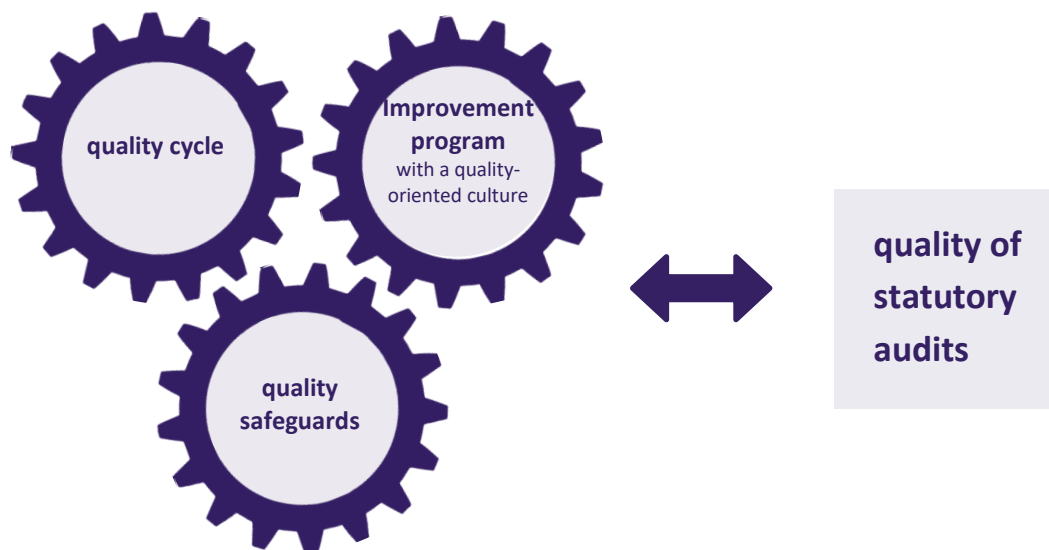 quality cycle
Improvement
program
with a quality-
oriented culture
quality
safeguards
quality of
statutory
audits